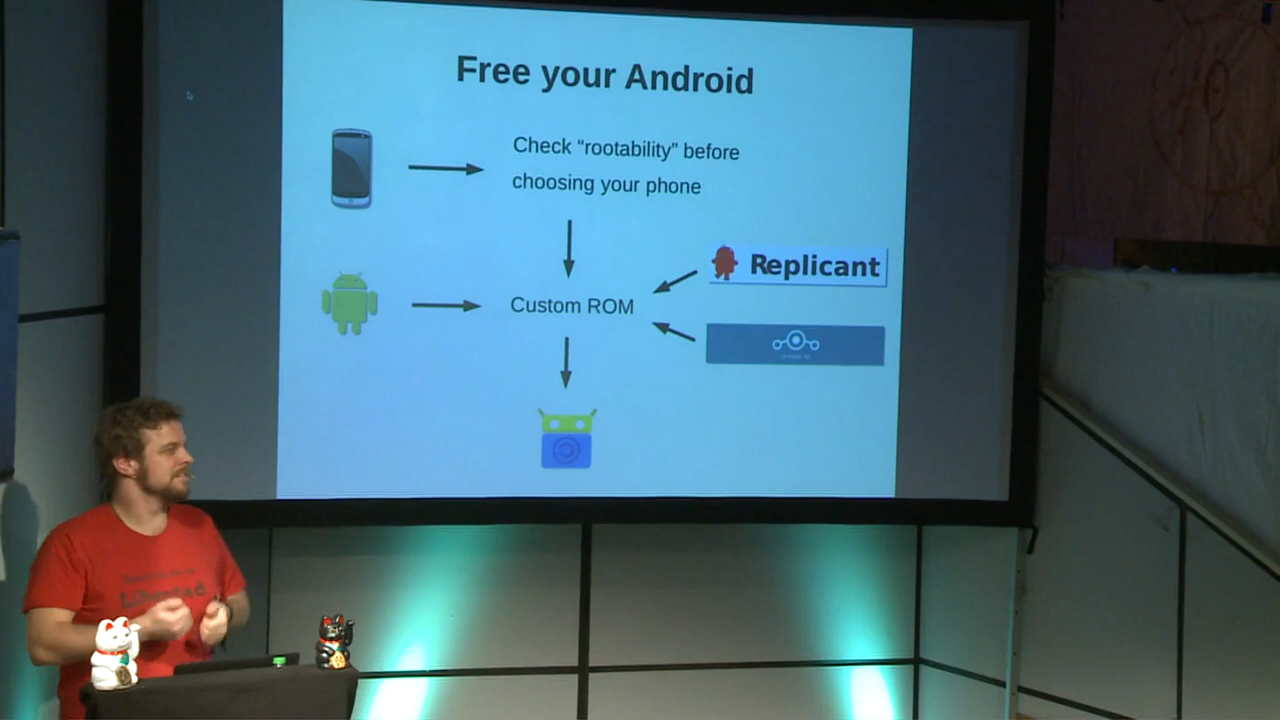 Free your Android
Check “rootability” before
choosing your phone
Replicant
Custom ROM